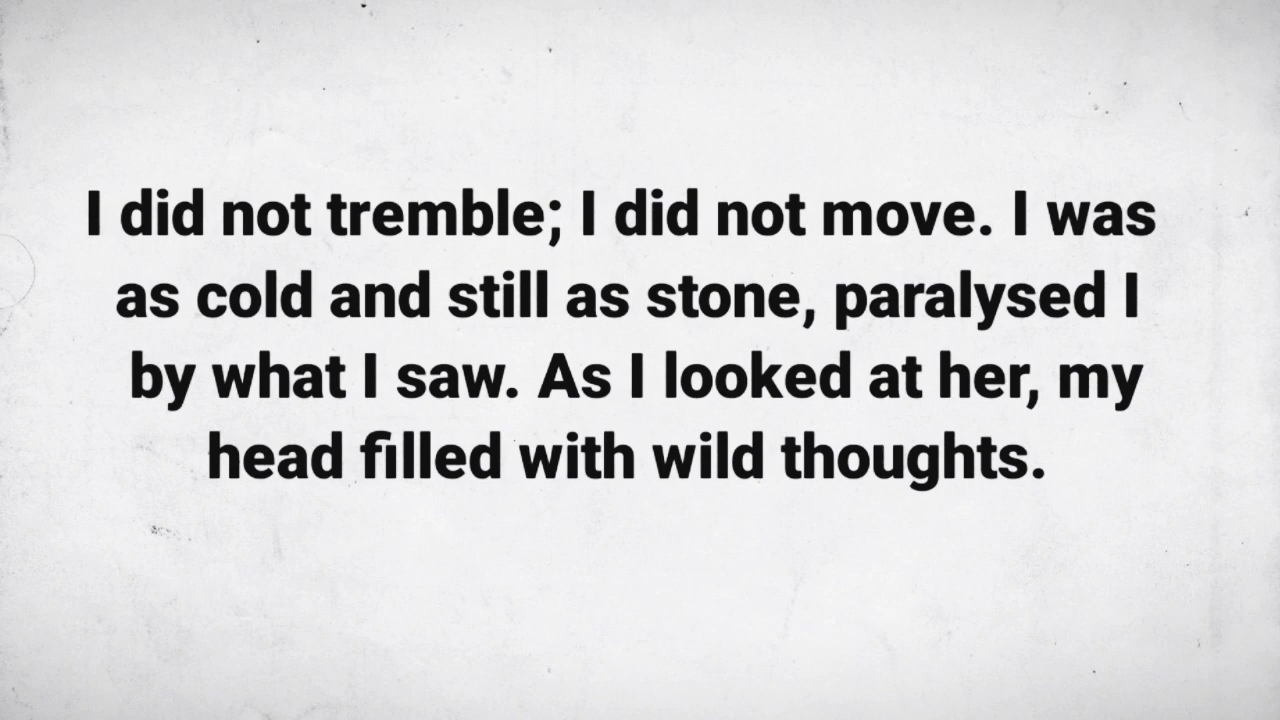 I did not tremble; I did not move. I was
as cold and still as stone, paralysed I
by what I saw. As I looked at her, my
head filled with wild thoughts.